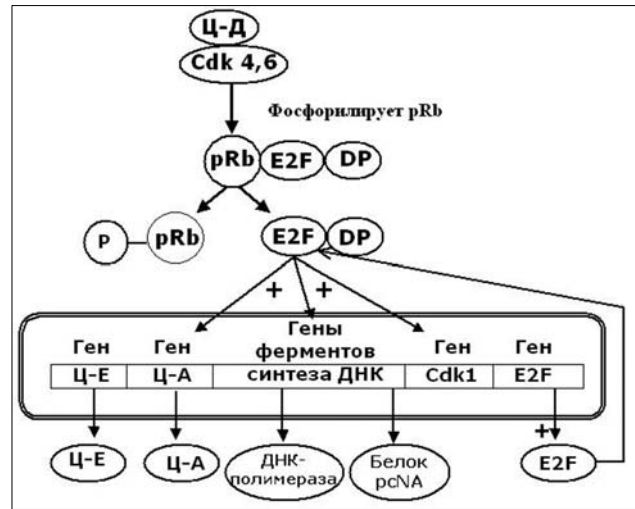 Ц-Д
Cdk 4,6
Фосфорилирует pRb
pRb E2F DP
P pRb E2F DP
+ +
Гены
Ген Ген ферментов Ген Ген
Ц-Е Ц-А синтеза ДНК Cdk1 E2F
+
Ц-Е Ц-А ДНК-полимераза Белок pcNA E2F